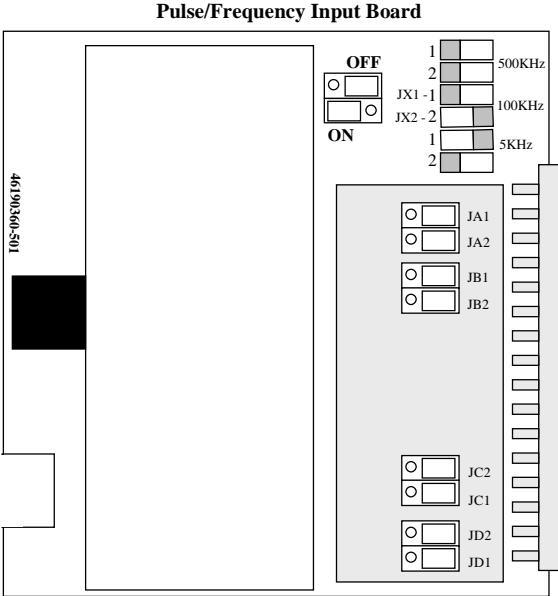 Pulse/Frequency Input Board
OFF
ON
1
2
500KHz
JX1 - 1
JX2 - 2
100KHz
1
2
5KHz
46190360-501
JA1
JA2
JB1
JB2
JC2
JC1
JD2
JD1